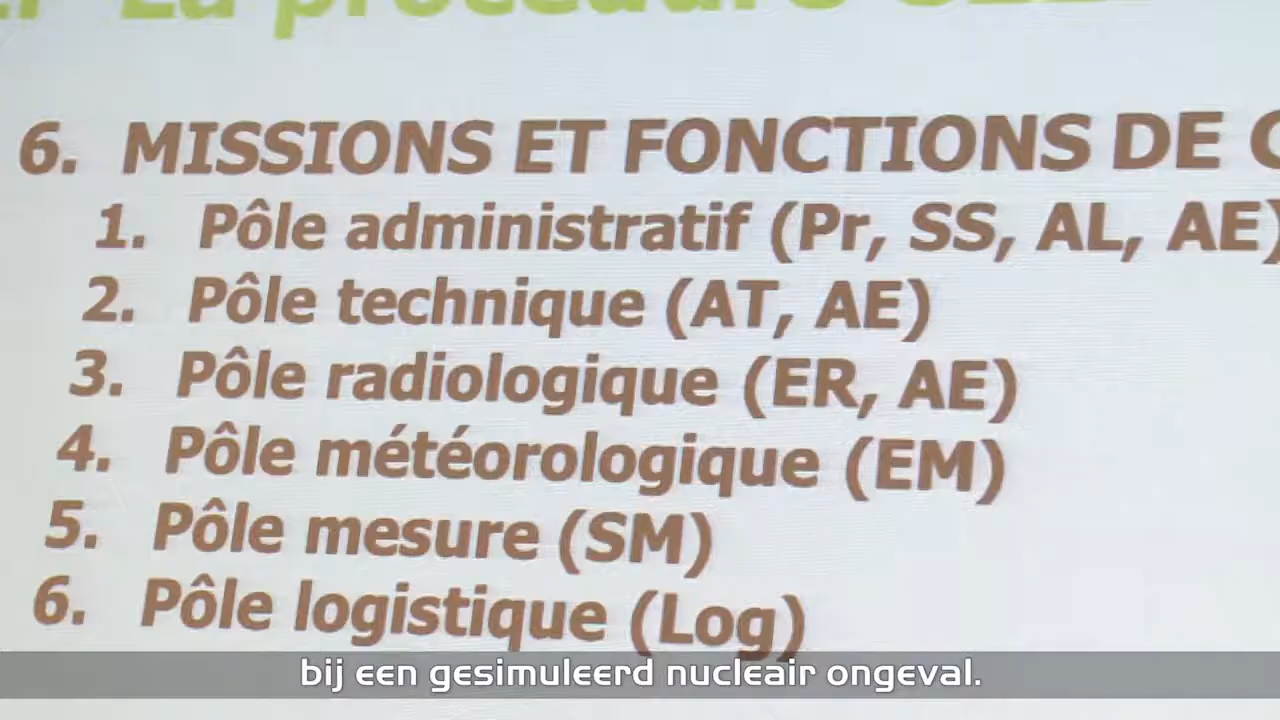 La procédure
6. MISSIONS ET FONCTIONS DE
1. Pôle administratif (Pr, SS, AL, AE)
2. Pôle technique (AT, AE)
3. Pôle radiologique (ER, AE)
4. Pôle météorologique (EM)
5. Pôle mesure (SM)
6. Pôle logistique (Log)
bij een gesimuleerd nucleair ongeval.